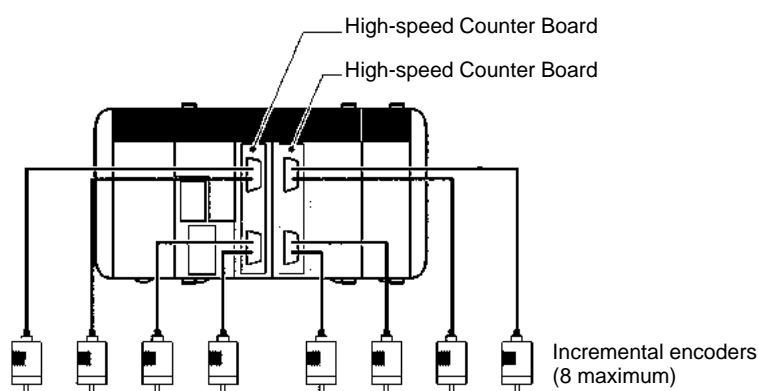 High-speed Counter Board
High-speed Counter Board
Incremental encoders
(8 maximum)